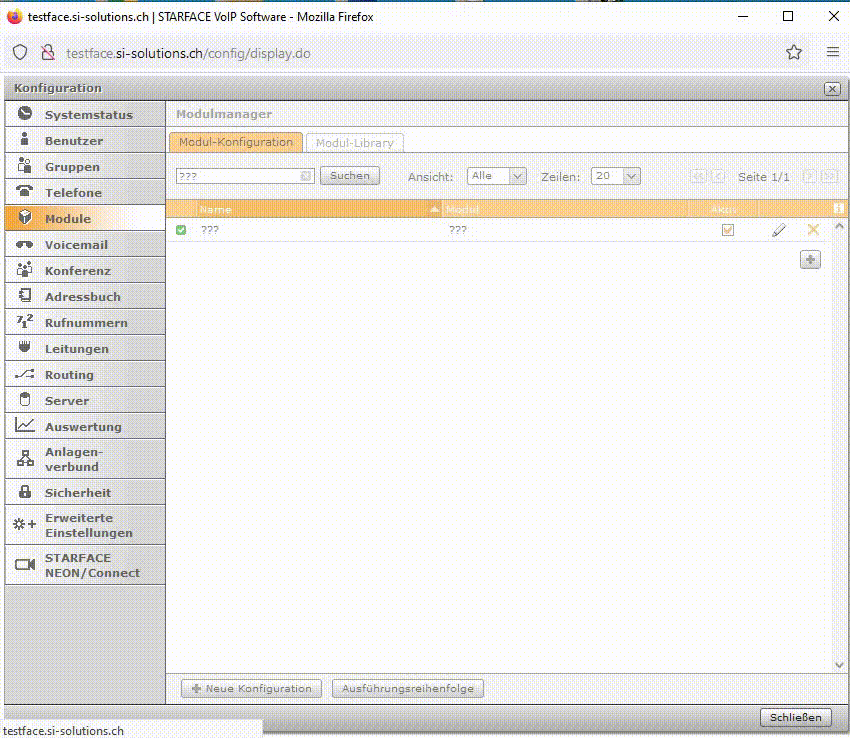 testface.si-solutions.ch | STARFACE VoIP Software - Mozilla Firefox
testface.si-solutions.ch/config/display.do
Konfiguration
Systemstatus
Benutzer
Gruppen
Telefone
Module
Voicemail
Konferenz
Adressbuch
Rufnummern
Leitungen
Routing
Server
Auswertung
Anlagen-
verbund
Sicherheit
Erweiterte
Einstellungen
STARFACE
NEON/Connect
Modulmanager
Modul-Konfiguration Modul-Library
??? Suchen Ansicht: Alle Zeilen: 20 Seite 1/1
Name Modul Aktiv
??? ???
Neue Konfiguration Ausführungsreihenfolge
Schließen
testface.si-solutions.ch